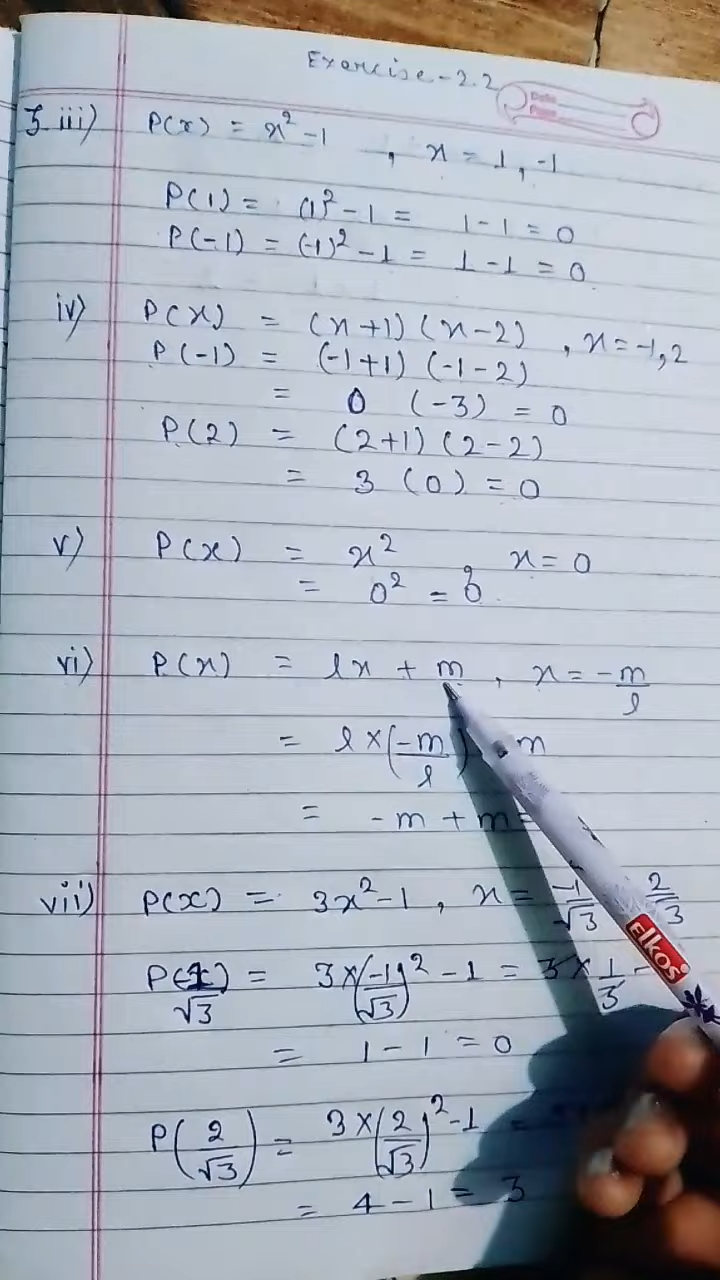 Exercise-2.2
Date
Page
3. iii) P(x) = x² -1 , x = 1, -1
P(1) = (1)² - 1 = 1 - 1 = 0
P(-1) = (-1)² - 1 = 1 - 1 = 0
iv) P(x) = (x+1) (x-2) , x = -1, 2
P(-1) = (-1+1) (-1-2)
= 0 (-3) = 0
P(2) = (2+1) (2-2)
= 3 (0) = 0
v) P(x) = x² , x = 0
= 0² = 0
vi) P(x) = lx + m , x = -m/l
= l × (-m/l) m
= -m + m =
vii) P(x) = 3x² - 1 , x = -1/√3 2/√3
P(-1/√3) = 3×(-1/√3)² - 1 = 3 × 1/3 -
= 1 - 1 = 0
P(2/√3) = 3×(2/√3)² - 1 =
= 4 - 1 = 3
elkos